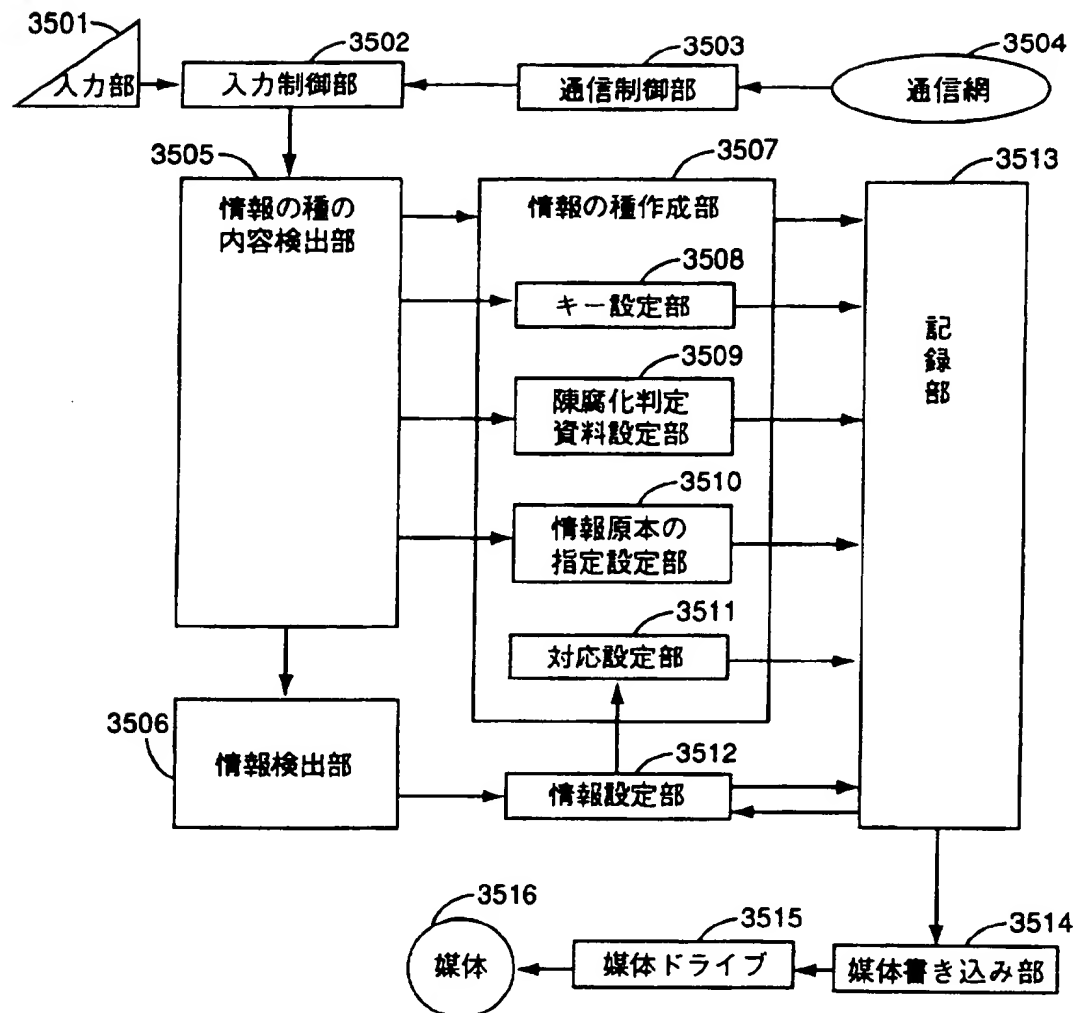 3501
入力部
3502
入力制御部
3503
通信制御部
3504
通信網
3505
情報の種の
内容検出部
3507
情報の種作成部
3508
キー設定部
3509
陳腐化判定
資料設定部
3510
情報原本の
指定設定部
3511
対応設定部
3513
記録部
3506
情報検出部
3512
情報設定部
3516
媒体
3515
媒体ドライブ
3514
媒体書き込み部